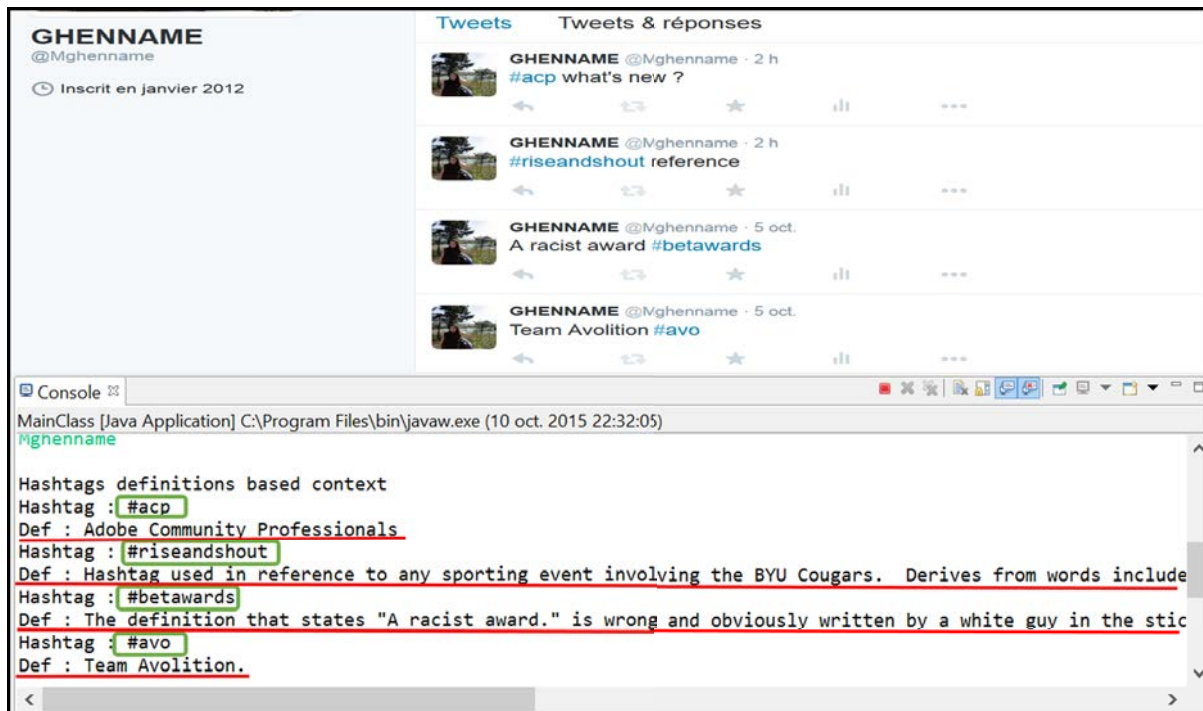 GHENNAME
@Mghenname
Inscrit en janvier 2012
Tweets Tweets & réponses
GHENNAME @Mghenname · 2 h
#acp what's new ?
GHENNAME @Mghenname · 2 h
#riseandshout reference
GHENNAME @Mghenname · 5 oct.
A racist award #betawards
GHENNAME @Mghenname · 5 oct.
Team Avolition #avo
Console
MainClass [Java Application] C:\Program Files\bin\javaw.exe (10 oct. 2015 22:32:05)
Mghenname
Hashtags definitions based context
Hashtag : #acp
Def : Adobe Community Professionals
Hashtag : #riseandshout
Def : Hashtag used in reference to any sporting event involving the BYU Cougars. Derives from words include
Hashtag : #betawards
Def : The definition that states "A racist award." is wrong and obviously written by a white guy in the stic
Hashtag : #avo
Def : Team Avolition.